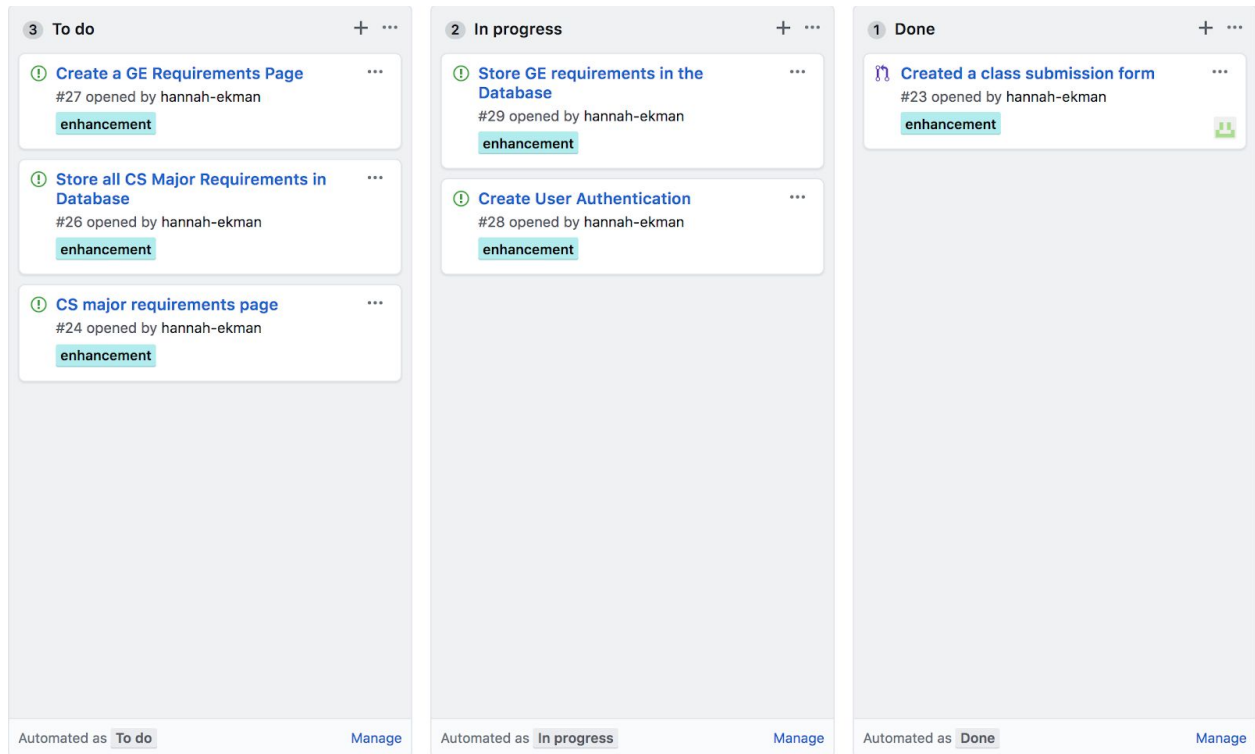 3 To do
Create a GE Requirements Page
#27 opened by hannah-ekman
enhancement
Store all CS Major Requirements in
Database
#26 opened by hannah-ekman
enhancement
CS major requirements page
#24 opened by hannah-ekman
enhancement
Automated as To do Manage
2 In progress
Store GE requirements in the
Database
#29 opened by hannah-ekman
enhancement
Create User Authentication
#28 opened by hannah-ekman
enhancement
Automated as In progress Manage
1 Done
Created a class submission form
#23 opened by hannah-ekman
enhancement
Automated as Done Manage